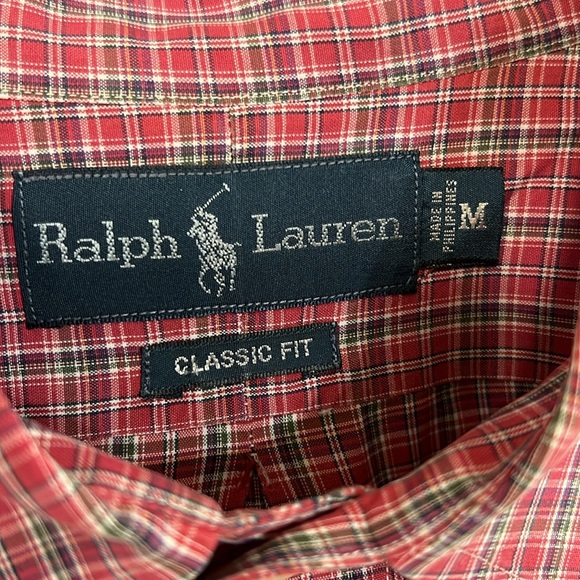 Ralph Lauren
MADE IN
PHILIPPINES
M
CLASSIC FIT